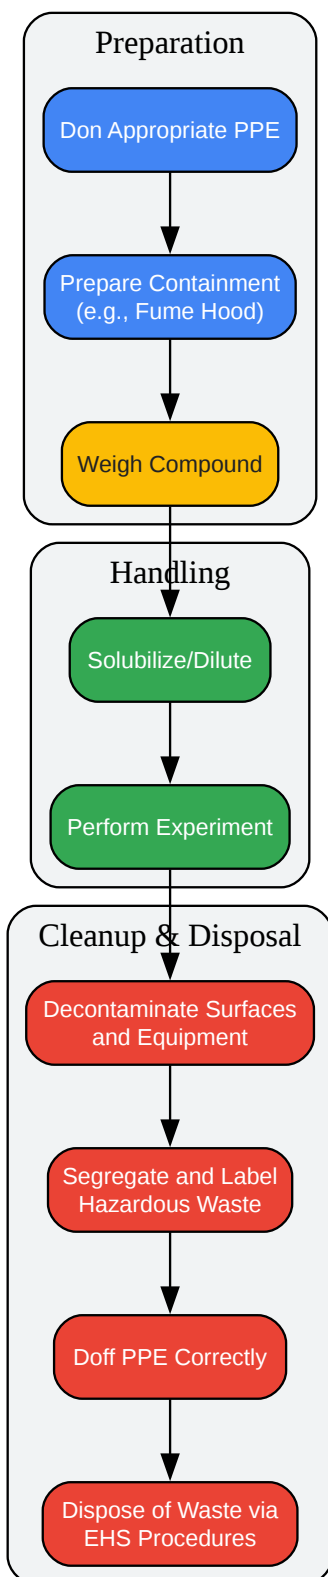 Preparation
Don Appropriate PPE
Prepare Containment
(e.g., Fume Hood)
Weigh Compound
Handling
Solubilize/Dilute
Perform Experiment
Cleanup & Disposal
Decontaminate Surfaces
and Equipment
Segregate and Label
Hazardous Waste
Doff PPE Correctly
Dispose of Waste via
EHS Procedures